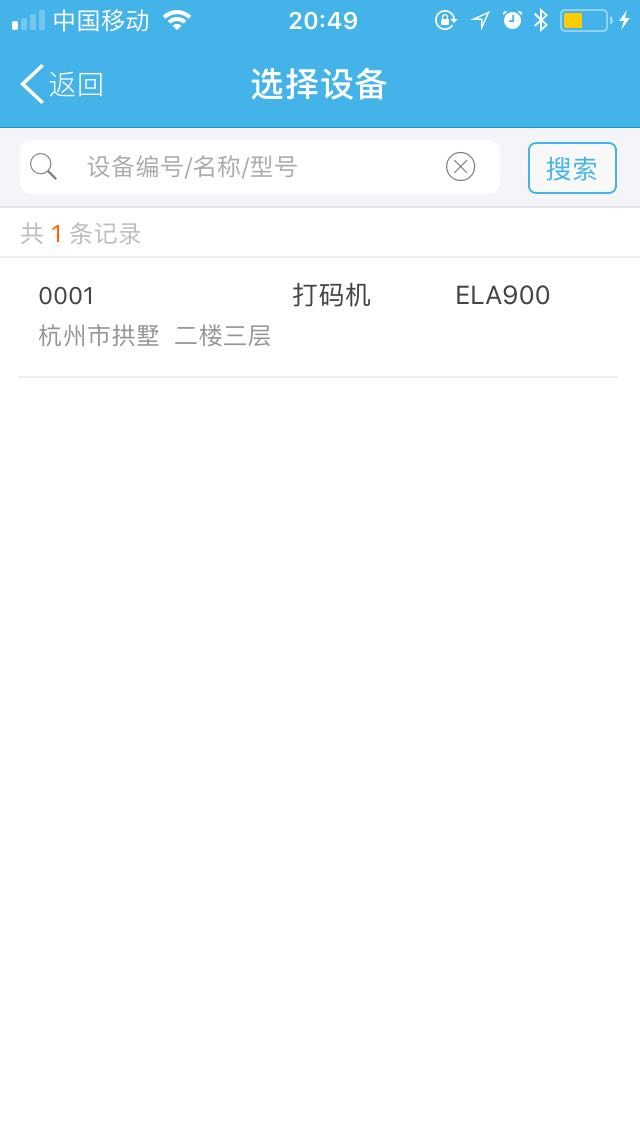 中国移动 20:49
返回 选择设备
设备编号/名称/型号 搜索
共 1 条记录
0001 打码机 ELA900
杭州市拱墅 二楼三层